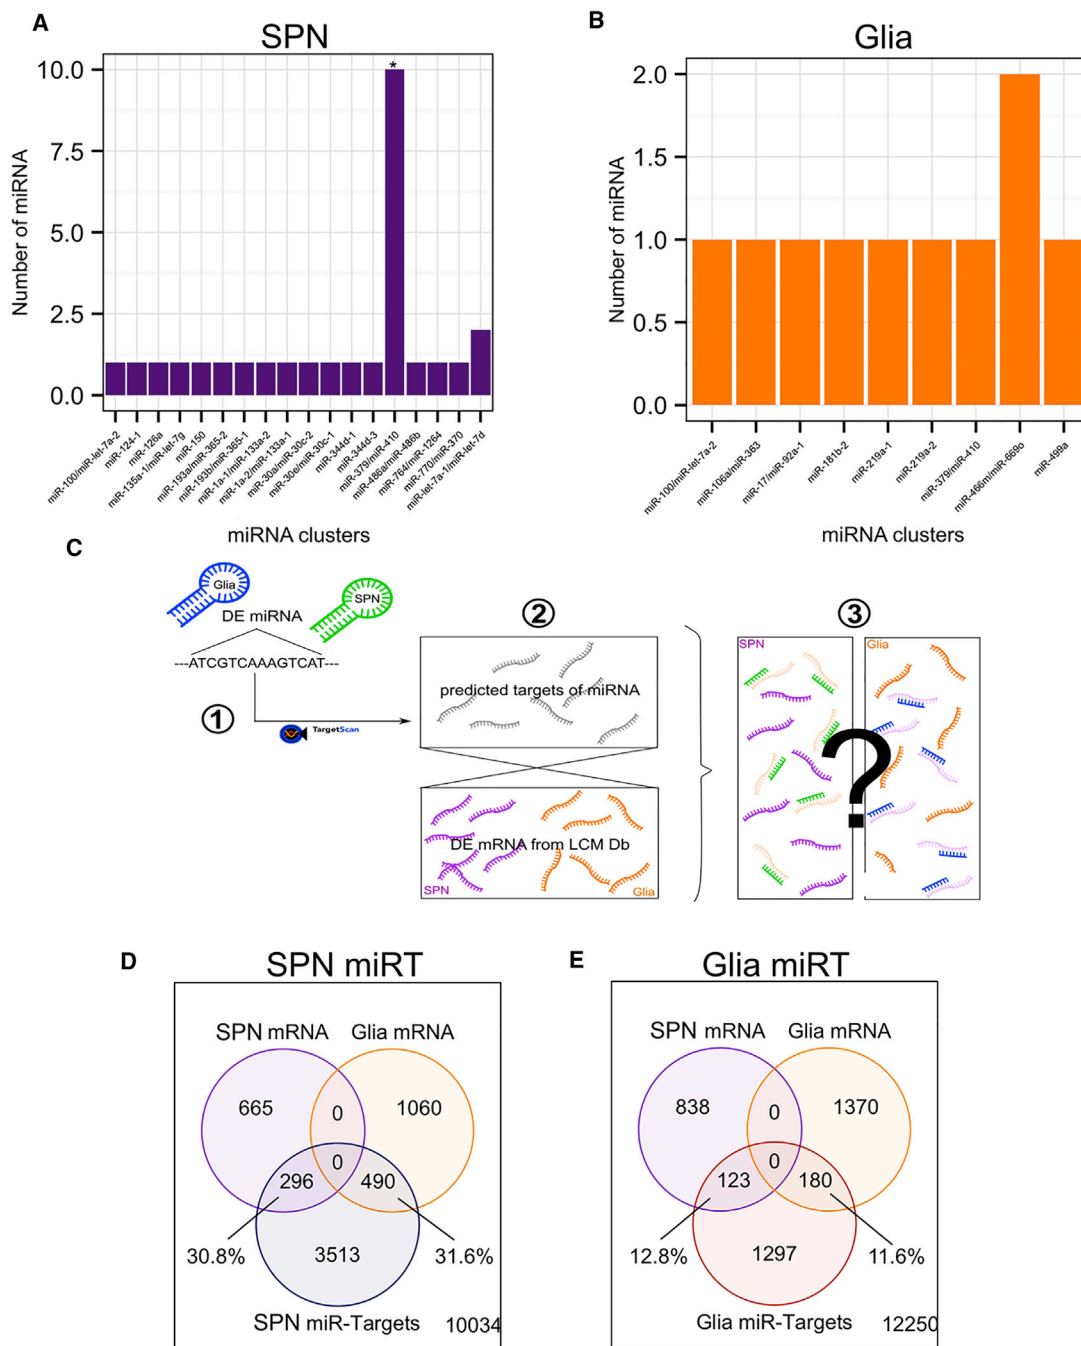 A
SPN
Number of miRNA
10.0
7.5
5.0
2.5
0.0
*
miR-100/miR-let-7a-2
miR-124-1
miR-126a
miR-135a-1/miR-let-7g
miR-150
miR-193a/miR-365-2
miR-193b/miR-365-1
miR-1a-1/miR-133a-2
miR-1a-2/miR-133a-1
miR-30a/miR-30c-2
miR-30e/miR-30c-1
miR-344d-1
miR-344d-3
miR-379/miR-410
miR-486a/miR-486b
miR-764/miR-1264
miR-770/miR-370
miR-let-7a-1/miR-let-7d
miRNA clusters
B
Glia
Number of miRNA
2.0
1.5
1.0
0.5
0.0
miR-100/miR-let-7a-2
miR-106a/miR-363
miR-17/miR-92a-1
miR-181b-2
miR-219a-1
miR-219a-2
miR-379/miR-410
miR-466m/miR-669o
miR-499a
miRNA clusters
C
Glia
SPN
DE miRNA
---ATCGTCAAAGTCAT---
1
TargetScan
2
predicted targets of miRNA
DE mRNA from LCM Db
SPN
Glia
3
SPN
Glia
?
D
SPN miRT
SPN mRNA
Glia mRNA
665
0
1060
0
296
490
30.8%
3513
31.6%
SPN miR-Targets
10034
E
Glia miRT
SPN mRNA
Glia mRNA
838
0
1370
0
123
180
12.8%
1297
11.6%
Glia miR-Targets
12250